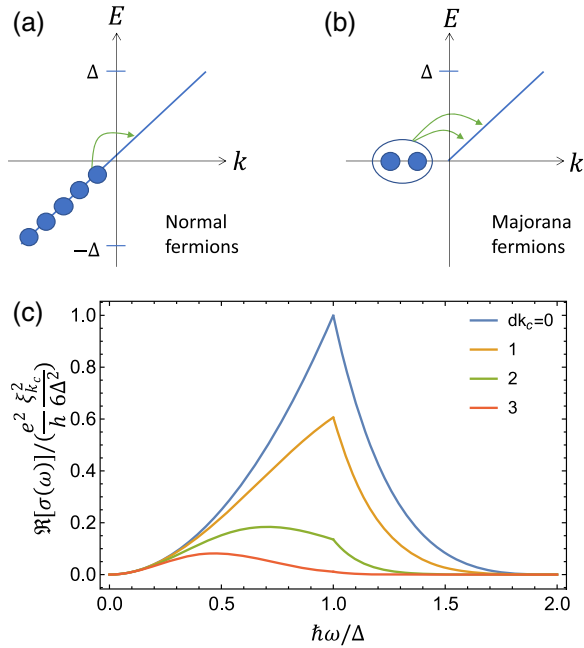 (a)
E
Δ
k
−Δ
Normal
fermions
(b)
E
Δ
k
Majorana
fermions
(c)
ℜ[σ(ω)]/(e²/h ξ²_{k_c}/6Δ²)
1.0
0.8
0.6
0.4
0.2
0.0
dk_c=0
1
2
3
0.0 0.5 1.0 1.5 2.0
ħω/Δ